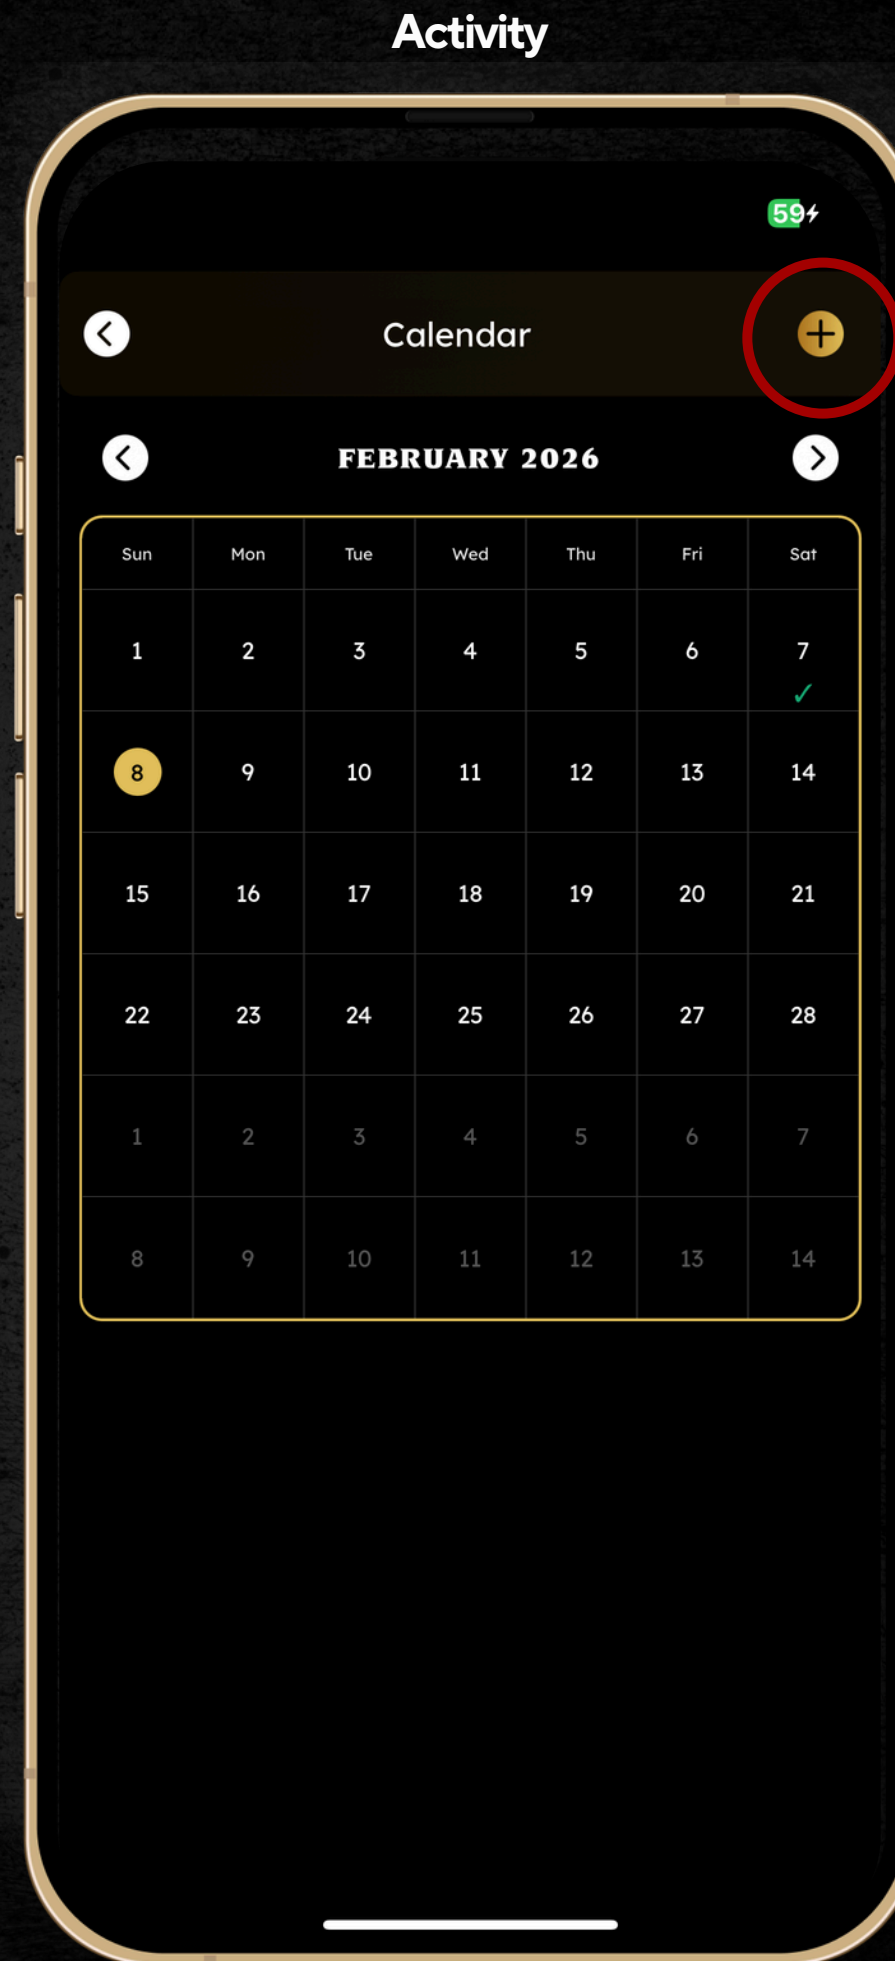 Activity
59
Calendar
FEBRUARY 2026
Sun Mon Tue Wed Thu Fri Sat
1 2 3 4 5 6 7
✓
8 9 10 11 12 13 14
15 16 17 18 19 20 21
22 23 24 25 26 27 28
1 2 3 4 5 6 7
8 9 10 11 12 13 14